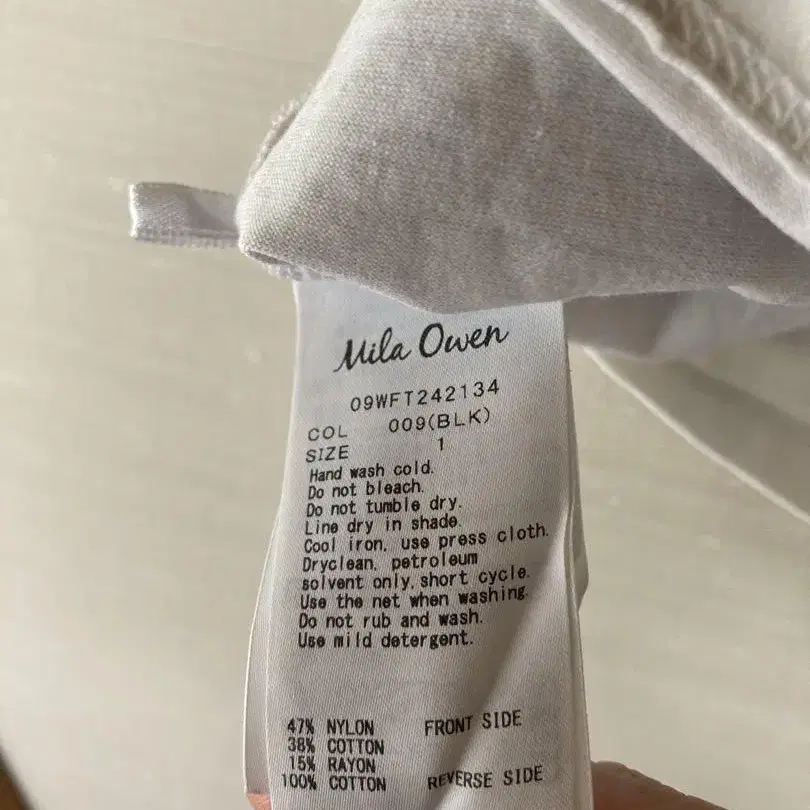 Mila Owen
09WFT242134
COL 009(BLK)
SIZE 1
Hand wash cold.
Do not bleach.
Do not tumble dry.
Line dry in shade.
Cool iron, use press cloth.
Dryclean, petroleum
solvent only, short cycle.
Use the net when washing.
Do not rub and wash.
Use mild detergent.
47% NYLON FRONT SIDE
38% COTTON
15% RAYON
100% COTTON REVERSE SIDE